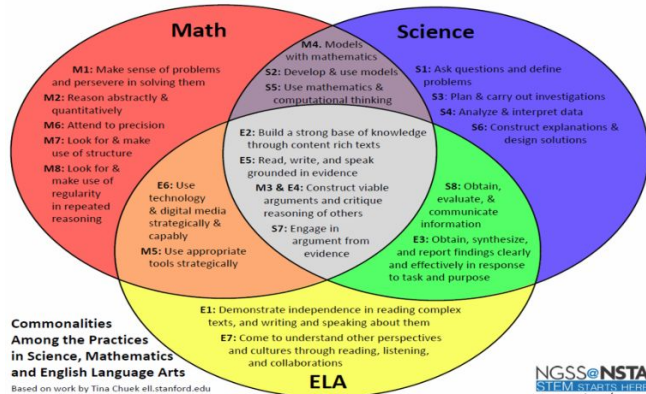 Math
Science
M1: Make sense of problems
and persevere in solving them
M2: Reason abstractly &
quantitatively
M6: Attend to precision
M7: Look for & make
use of structure
M8: Look for &
make use of
regularity
in repeated
reasoning
M4. Models
with mathematics
S2: Develop & use models
S5: Use mathematics &
computational thinking
S1: Ask questions and define
problems
S3: Plan & carry out investigations
S4: Analyze & interpret data
S6: Construct explanations &
design solutions
E2: Build a strong base of knowledge
through content rich texts
E5: Read, write, and speak
grounded in evidence
M3 & E4: Construct viable
arguments and critique
reasoning of others
S7: Engage in
argument from
evidence
E6: Use
technology
& digital media
strategically &
capably
M5: Use appropriate
tools strategically
S8: Obtain,
evaluate, &
communicate
information
E3: Obtain, synthesize,
and report findings clearly
and effectively in response
to task and purpose
E1: Demonstrate independence in reading complex
texts, and writing and speaking about them
E7: Come to understand other perspectives
and cultures through reading, listening,
and collaborations
ELA
Commonalities
Among the Practices
in Science, Mathematics
and English Language Arts
Based on work by Tina Chuek ell.stanford.edu
NGSS@NSTA
STEM STARTS HERE